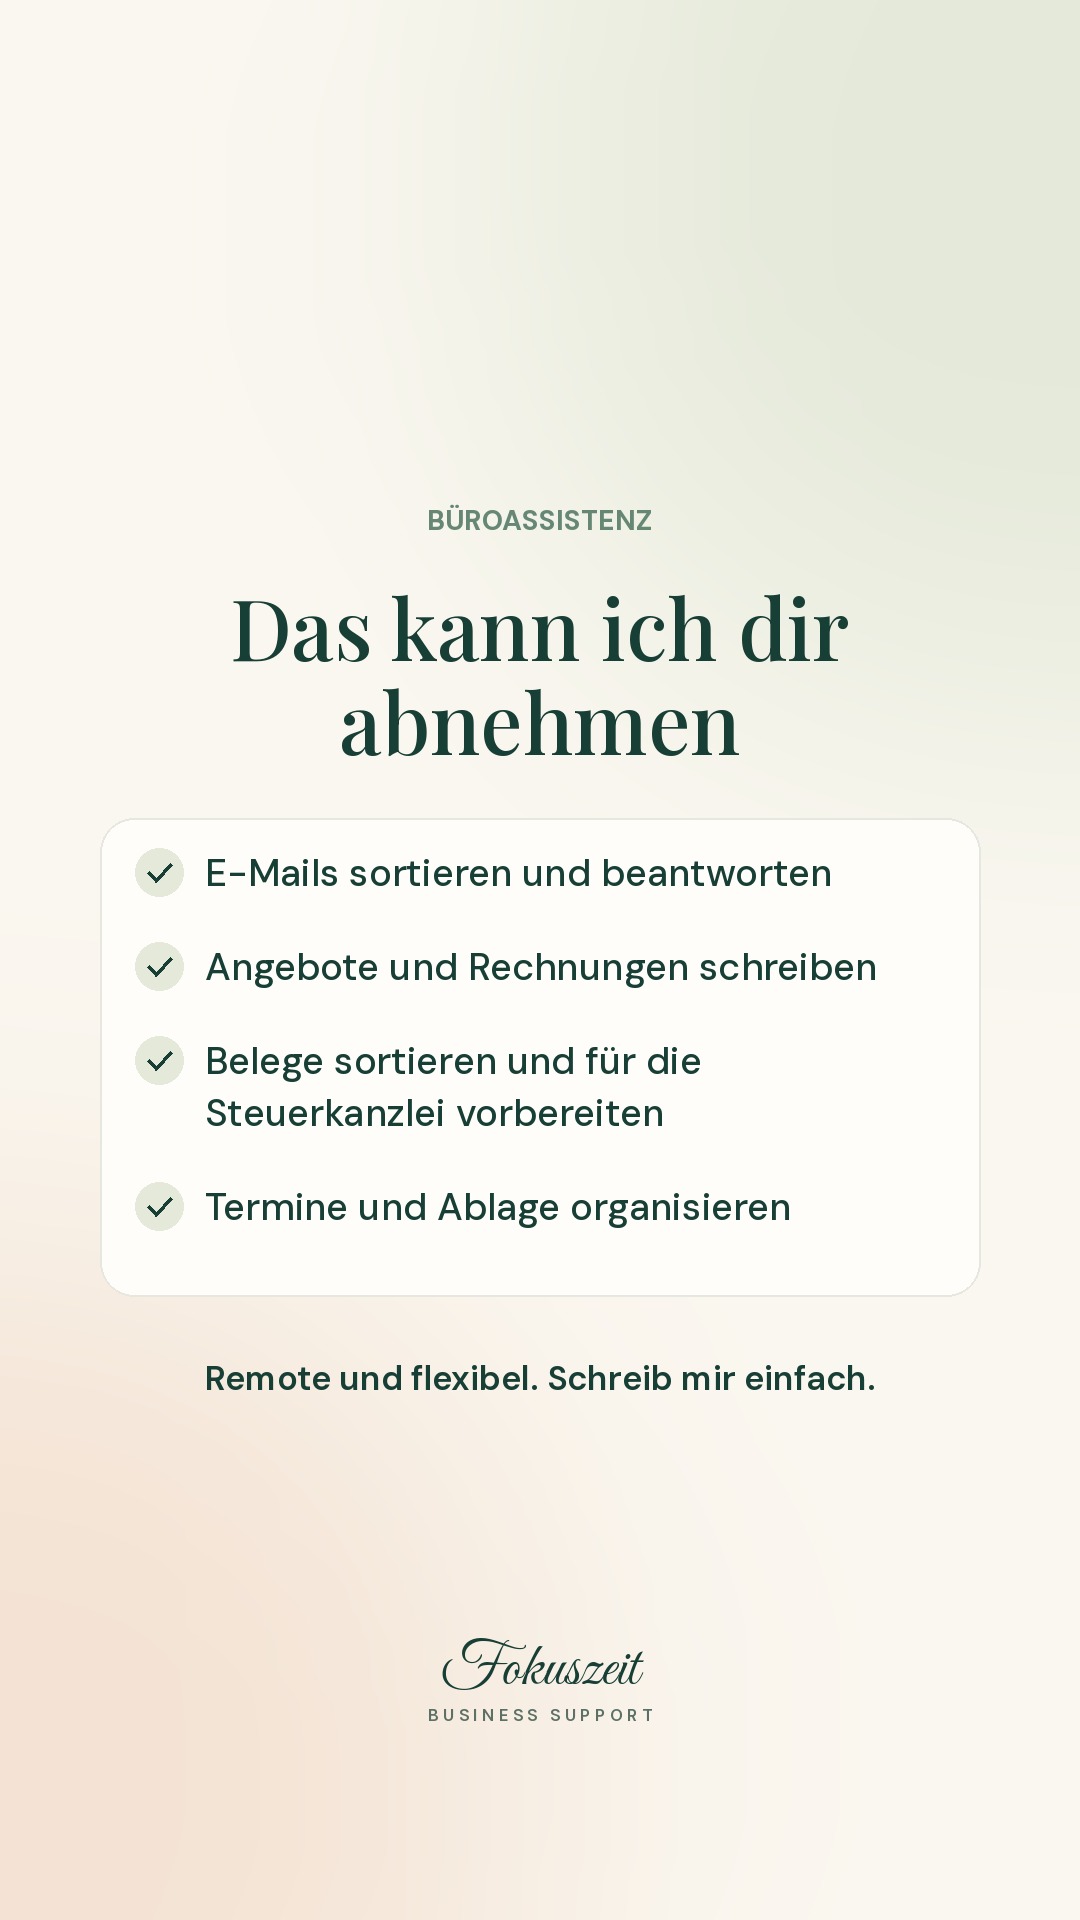 BÜROASSISTENZ
Das kann ich dir
abnehmen
E-Mails sortieren und beantworten
Angebote und Rechnungen schreiben
Belege sortieren und für die
Steuerkanzlei vorbereiten
Termine und Ablage organisieren
Remote und flexibel. Schreib mir einfach.
Fokuszeit
BUSINESS SUPPORT